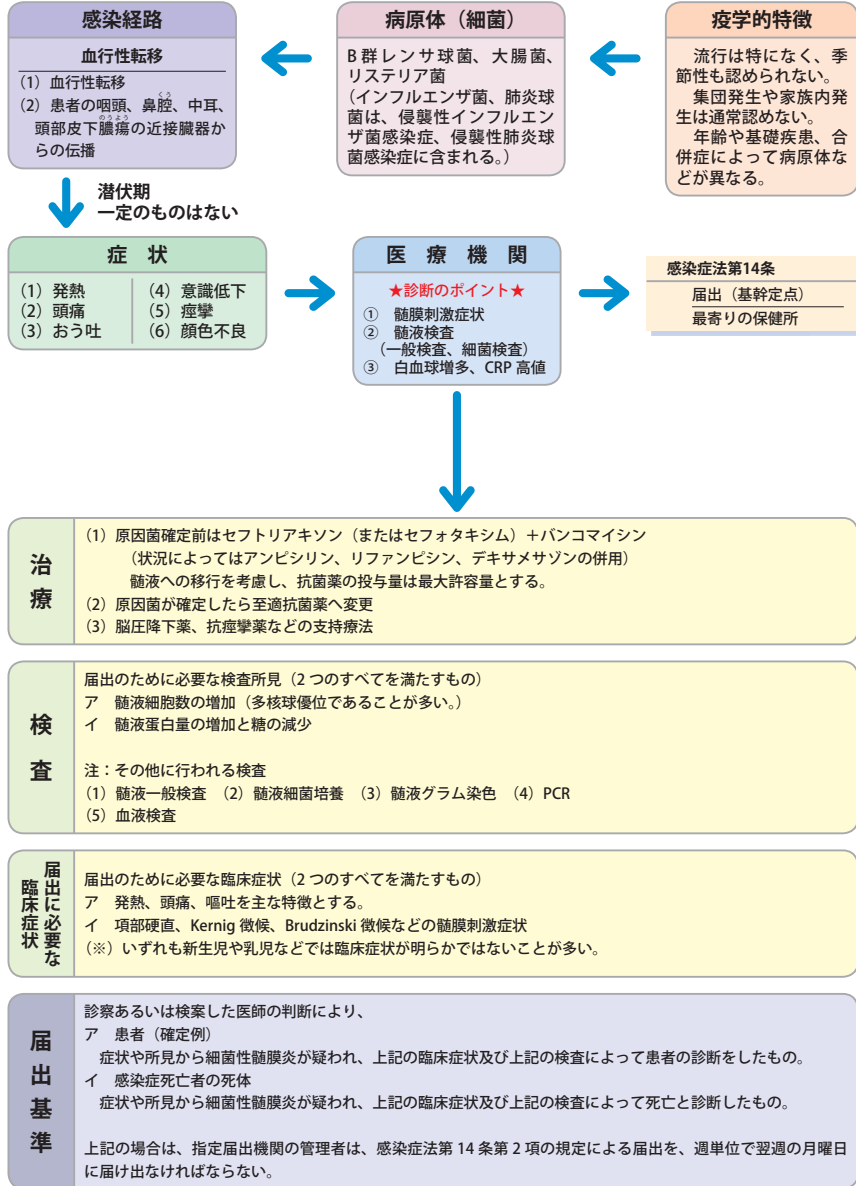 感染経路
血行性転移
(1) 血行性転移
(2) 患者の咽頭、鼻腔、中耳、
頭部皮下膿瘍の近接臓器か
らの伝播
くう
のうよう
病原体（細菌）
B 群レンサ球菌、大腸菌、
リステリア菌
(インフルエンザ菌、肺炎球
菌は、侵襲性インフルエン
ザ菌感染症、侵襲性肺炎球
菌感染症に含まれる。)
疫学的特徴
流行は特になく、季
節性も認められない。
集団発生や家族内発
生は通常認めない。
年齢や基礎疾患、合
併症によって病原体な
どが異なる。
潜伏期
一定のものはない
症　状
(1) 発熱
(2) 頭痛
(3) おう吐
(4) 意識低下
(5) 痙攣
(6) 顔色不良
医 療 機 関
★診断のポイント★
① 髄膜刺激症状
② 髄液検査
(一般検査、細菌検査)
③ 白血球増多、CRP 高値
感染症法第14条
届出（基幹定点）
最寄りの保健所
治療
(1) 原因菌確定前はセフトリアキソン（またはセフォタキシム）＋バンコマイシン
（状況によってはアンピシリン、リファンピシン、デキサメサゾンの併用）
髄液への移行を考慮し、抗菌薬の投与量は最大許容量とする。
(2) 原因菌が確定したら至適抗菌薬へ変更
(3) 脳圧降下薬、抗痙攣薬などの支持療法
検査
届出のために必要な検査所見（2 つのすべてを満たすもの）
ア　髄液細胞数の増加（多核球優位であることが多い。）
イ　髄液蛋白量の増加と糖の減少
注：その他に行われる検査
(1) 髄液一般検査　(2) 髄液細菌培養　(3) 髄液グラム染色　(4) PCR
(5) 血液検査
届出に必要な
臨床症状
届出のために必要な臨床症状（2 つのすべてを満たすもの）
ア　発熱、頭痛、嘔吐を主な特徴とする。
イ　項部硬直、Kernig 徴候、Brudzinski 徴候などの髄膜刺激症状
（※）いずれも新生児や乳児などでは臨床症状が明らかではないことが多い。
届出基準
診察あるいは検案した医師の判断により、
ア　患者（確定例）
症状や所見から細菌性髄膜炎が疑われ、上記の臨床症状及び上記の検査によって患者の診断をしたもの。
イ　感染症死亡者の死体
症状や所見から細菌性髄膜炎が疑われ、上記の臨床症状及び上記の検査によって死亡と診断したもの。
上記の場合は、指定届出機関の管理者は、感染症法第 14 条第 2 項の規定による届出を、週単位で翌週の月曜日
に届け出なければならない。